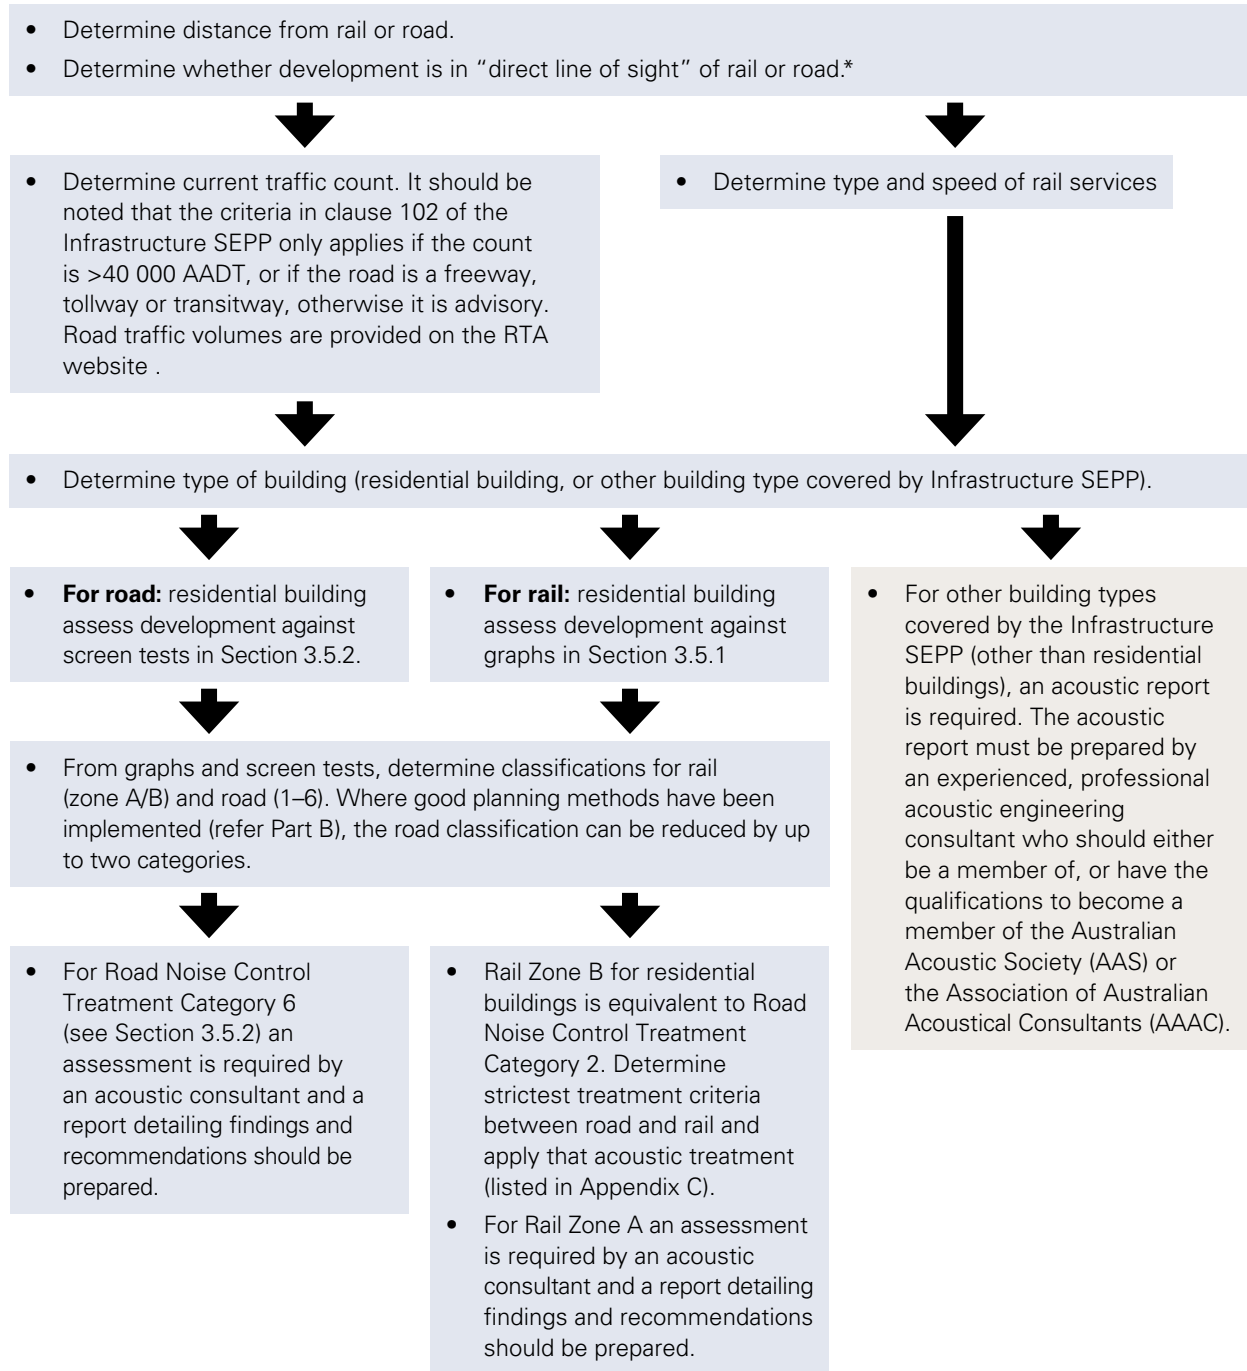 • Determine distance from rail or road.
• Determine whether development is in “direct line of sight” of rail or road.*
• Determine current traffic count. It should be
noted that the criteria in clause 102 of the
Infrastructure SEPP only applies if the count
is >40 000 AADT, or if the road is a freeway,
tollway or transitway, otherwise it is advisory.
Road traffic volumes are provided on the RTA
website .
• Determine type and speed of rail services
• Determine type of building (residential building, or other building type covered by Infrastructure SEPP).
• For road: residential building
assess development against
screen tests in Section 3.5.2.
• For rail: residential building
assess development against
graphs in Section 3.5.1
• For other building types
covered by the Infrastructure
SEPP (other than residential
buildings), an acoustic report
is required. The acoustic
report must be prepared by
an experienced, professional
acoustic engineering
consultant who should either
be a member of, or have the
qualifications to become a
member of the Australian
Acoustic Society (AAS) or
the Association of Australian
Acoustical Consultants (AAAC).
• From graphs and screen tests, determine classifications for rail
(zone A/B) and road (1–6). Where good planning methods have been
implemented (refer Part B), the road classification can be reduced by up
to two categories.
• For Road Noise Control
Treatment Category 6
(see Section 3.5.2) an
assessment is required by
an acoustic consultant and a
report detailing findings and
recommendations should be
prepared.
• Rail Zone B for residential
buildings is equivalent to Road
Noise Control Treatment
Category 2. Determine
strictest treatment criteria
between road and rail and
apply that acoustic treatment
(listed in Appendix C).
• For Rail Zone A an assessment
is required by an acoustic
consultant and a report detailing
findings and recommendations
should be prepared.